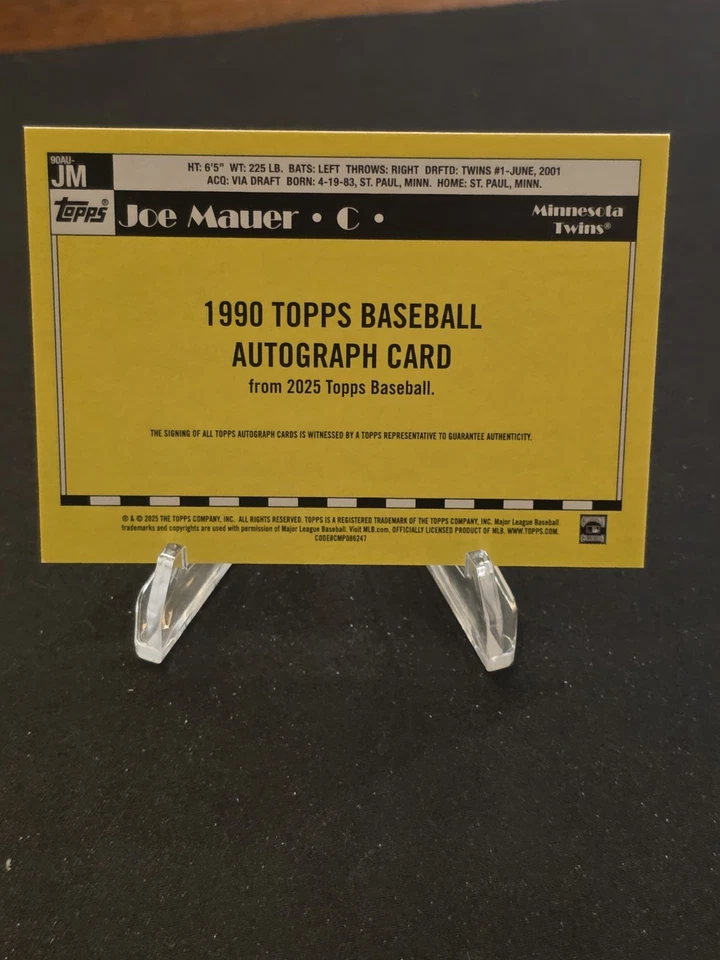 90AU-
JM
HT: 6'5" WT: 225 LB. BATS: LEFT THROWS: RIGHT DRFTD: TWINS #1-JUNE, 2001
ACQ: VIA DRAFT BORN: 4-19-83, ST. PAUL, MINN. HOME: ST. PAUL, MINN.
Topps® Joe Mauer • C •
Minnesota
Twins®
1990 TOPPS BASEBALL
AUTOGRAPH CARD
from 2025 Topps Baseball.
THE SIGNING OF ALL TOPPS AUTOGRAPH CARDS IS WITNESSED BY A TOPPS REPRESENTATIVE TO GUARANTEE AUTHENTICITY.
® & © 2025 THE TOPPS COMPANY, INC. ALL RIGHTS RESERVED. TOPPS IS A REGISTERED TRADEMARK OF THE TOPPS COMPANY, INC. Major League Baseball
trademarks and copyrights are used with permission of Major League Baseball. Visit MLB.com. OFFICIALLY LICENSED PRODUCT OF MLB. WWW.TOPPS.COM.
CODE#CMP086247